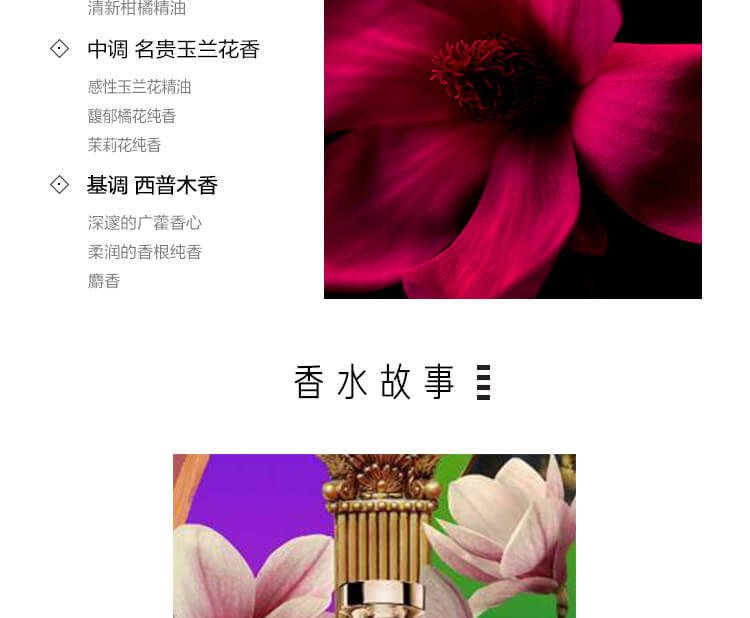 清新柑橘精油
中调 名贵玉兰花香
感性玉兰花精油
馥郁橘花纯香
茉莉花纯香
基调 西普木香
深邃的广藿香心
柔润的香根纯香
麝香
香水故事